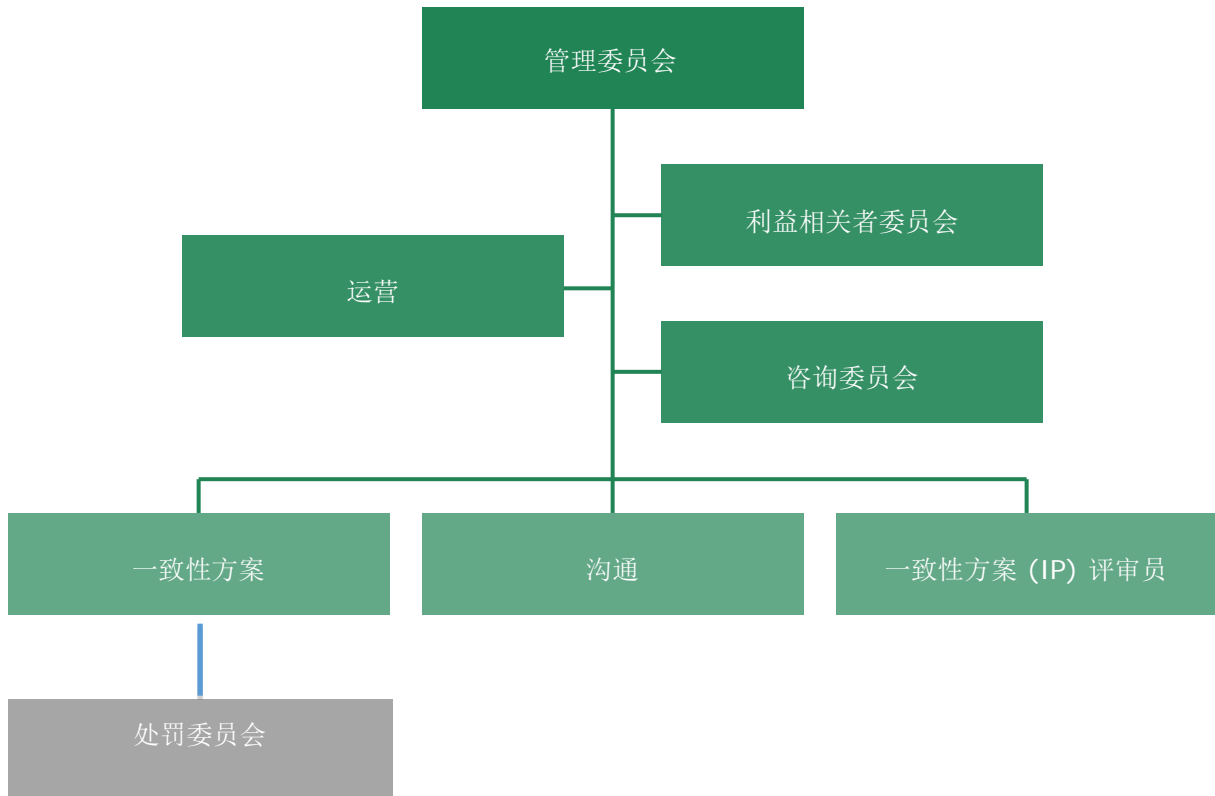 管理委员会
利益相关者委员会
运营
咨询委员会
一致性方案
沟通
一致性方案 (IP) 评审员
处罚委员会